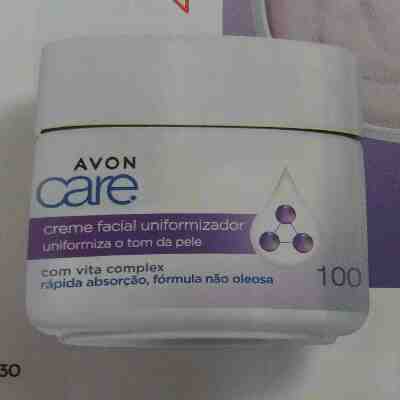 AVON
care
creme facial uniformizador
uniformiza o tom da pele
com vita complex
rápida absorção, fórmula não oleosa
100
30